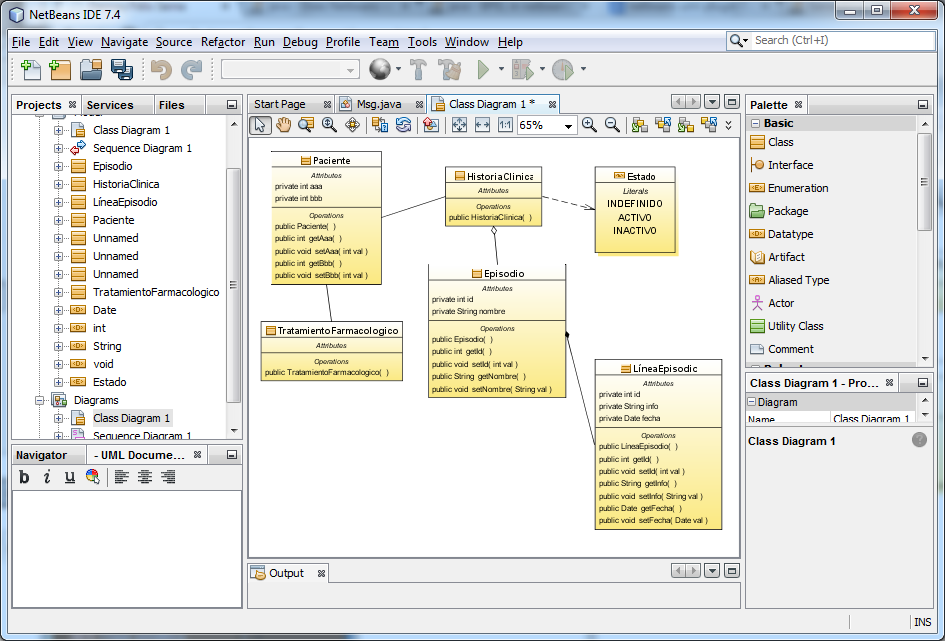 NetBeans IDE 7.4
File Edit View Navigate Source Refactor Run Debug Profile Team Tools Window Help
Search (Ctrl+I)
Projects Services Files
Class Diagram 1
Sequence Diagram 1
Episodio
HistoriaClinica
LíneaEpisodio
Paciente
Unnamed
Unnamed
Unnamed
TratamientoFarmacologico
Date
int
String
void
Estado
Diagrams
Class Diagram 1
Sequence Diagram 1
Navigator - UML Docume...
b i u
Start Page Msg.java Class Diagram 1 *
1:1 65%
Paciente
Attributes
private int aaa
private int bbb
Operations
public Paciente( )
public int getAaa( )
public void setAaa( int val )
public int getBbb( )
public void setBbb( int val )
HistoriaClinica
Attributes
Operations
public HistoriaClinica( )
Estado
Literals
INDEFINIDO
ACTIVO
INACTIVO
TratamientoFarmacologico
Attributes
Operations
public TratamientoFarmacologico( )
Episodio
Attributes
private int id
private String nombre
Operations
public Episodio( )
public int getId( )
public void setId( int val )
public String getNombre( )
public void setNombre( String val )
LíneaEpisodic
Attributes
private int id
private String info
private Date fecha
Operations
public LíneaEpisodio( )
public int getId( )
public void setId( int val )
public String getInfo( )
public void setInfo( String val )
public Date getFecha( )
public void setFecha( Date val )
Output
Palette
Basic
Class
Interface
Enumeration
Package
Datatype
Artifact
Aliased Type
Actor
Utility Class
Comment
Class Diagram 1 - Pro...
Diagram
Name Class Diagram 1
Class Diagram 1
INS